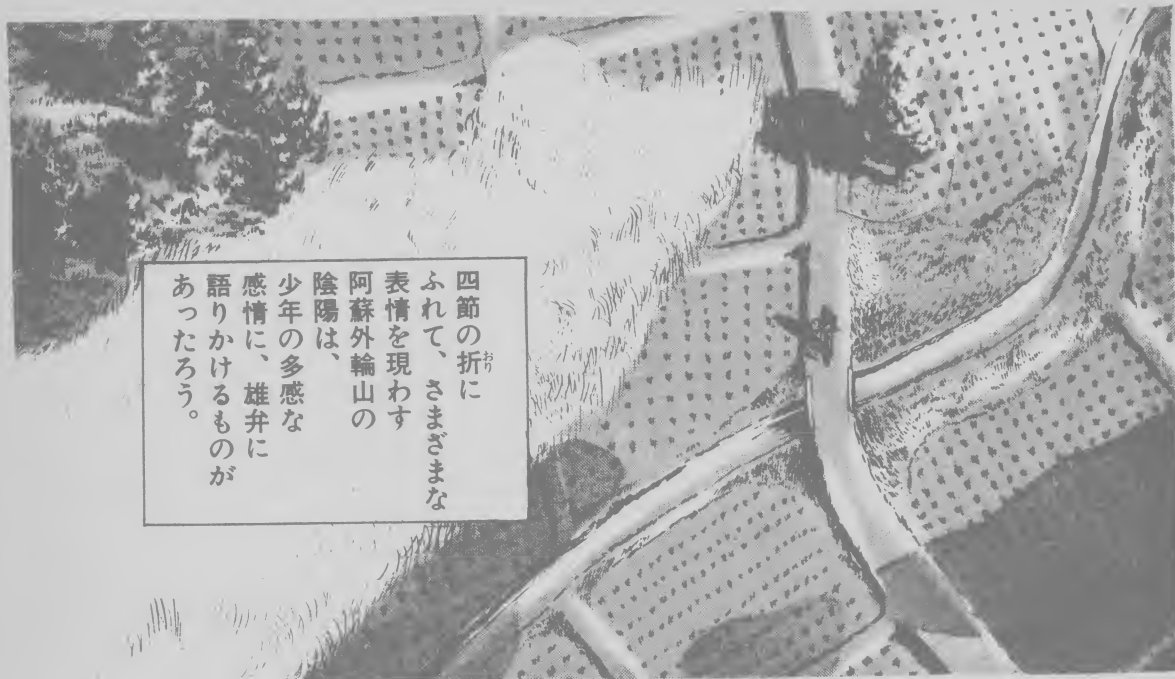 四節の折に
ふれて、さまざまな
表情を現わす
阿蘇外輪山の
陰陽は、
少年の多感な
感情に、雄弁に
語りかけるものが
あったろう。
おり